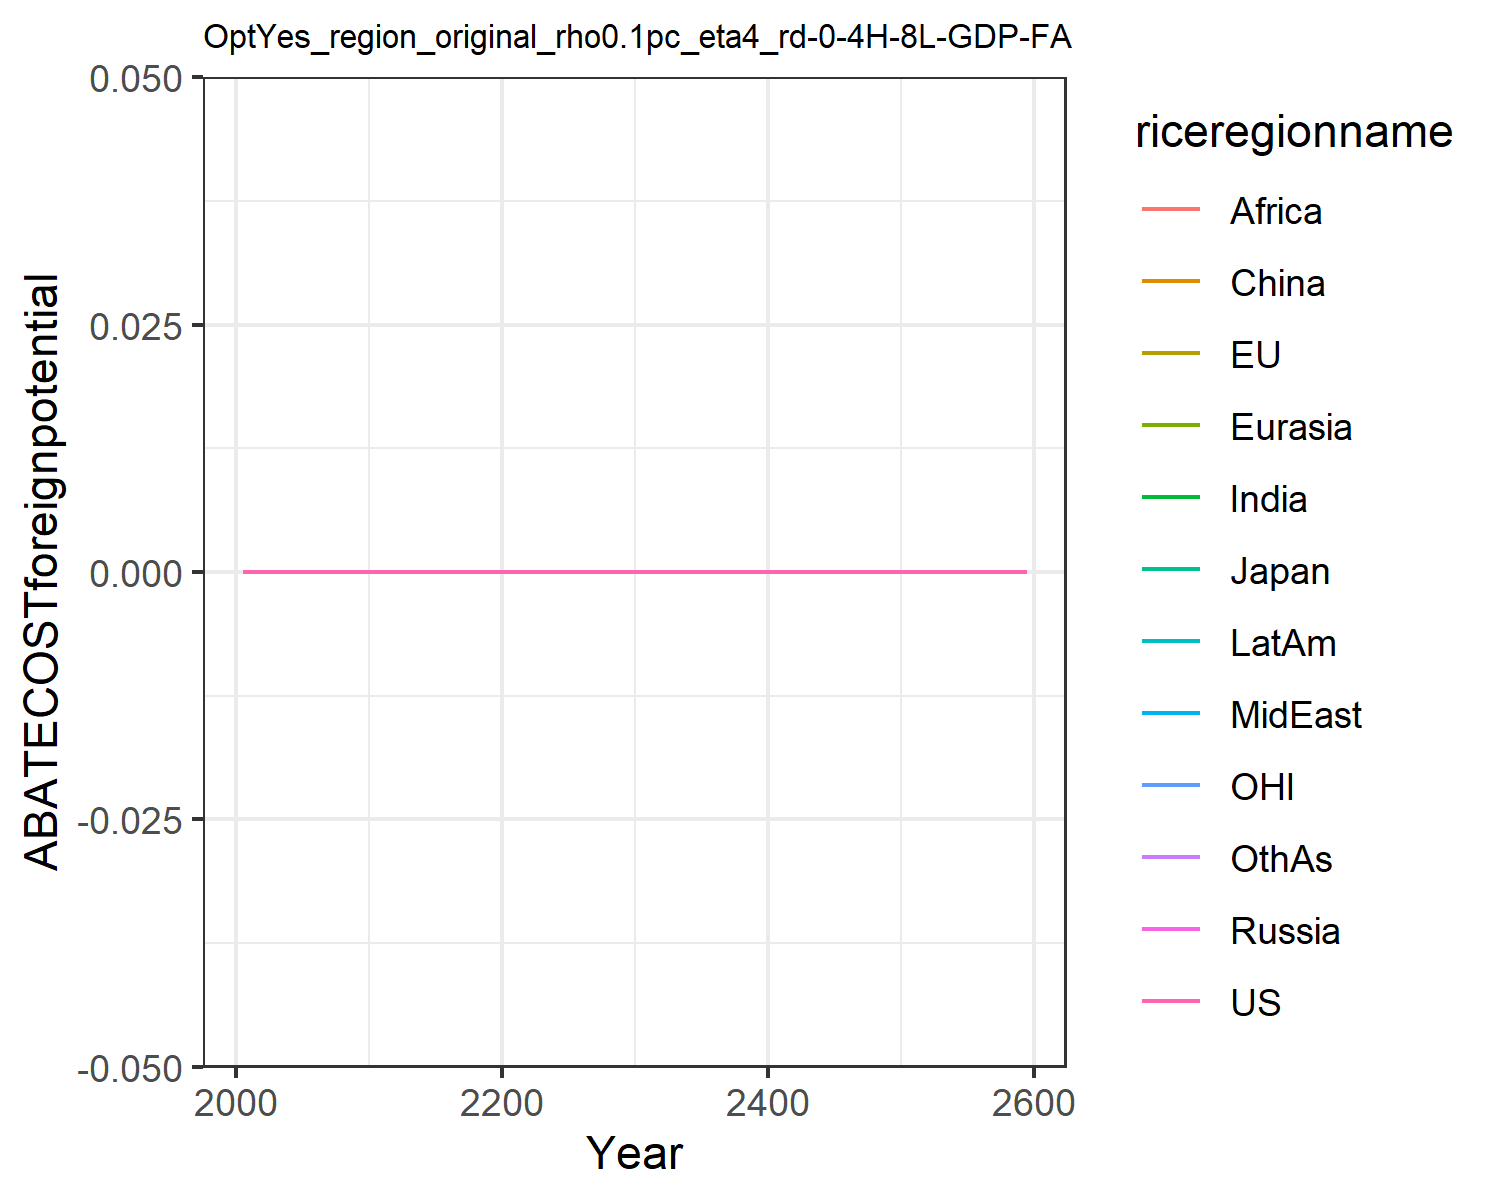 OptYes_region_original_rho0.1pc_eta4_rd-0-4H-8L-GDP-FA
ABATECOSTforeignpotential
0.050
0.025
0.000
-0.025
-0.050
2000 2200 2400 2600
Year
riceregionname
Africa
China
EU
Eurasia
India
Japan
LatAm
MidEast
OHI
OthAs
Russia
US